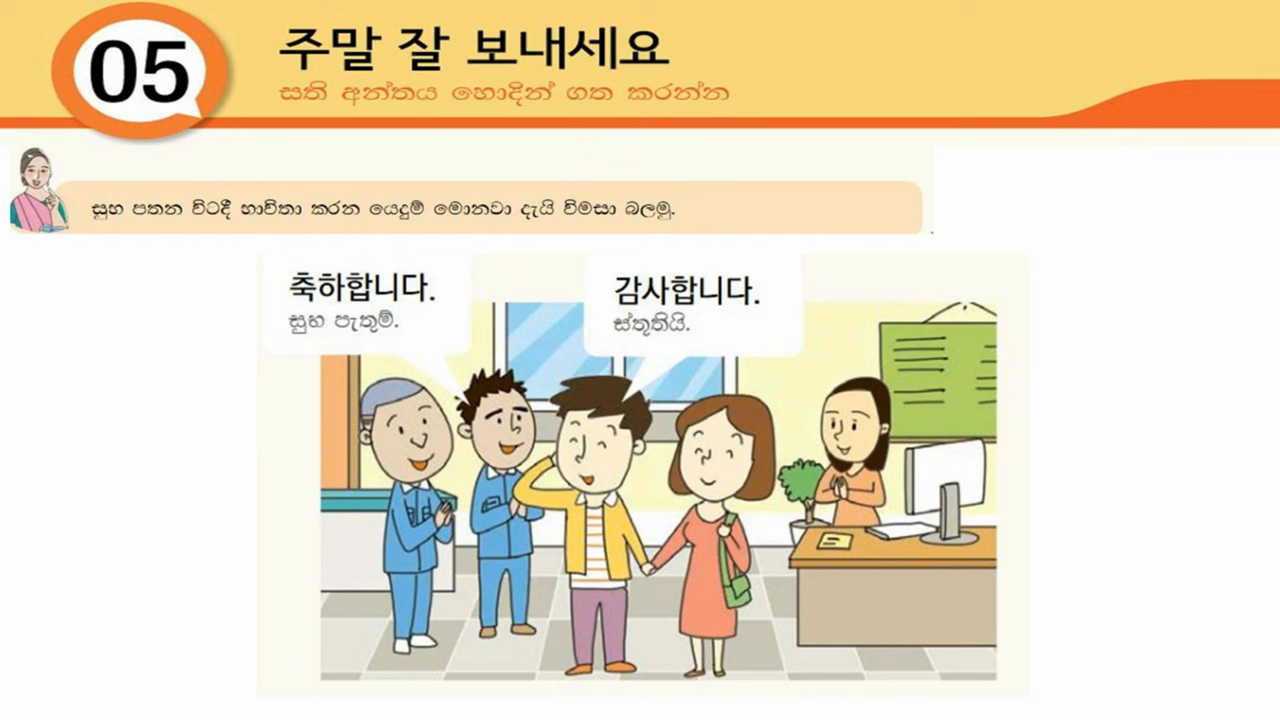 05
주말 잘 보내세요
සති අන්තය හොදින් ගත කරන්න
සුභ පතන විටදී භාවිතා කරන යෙදුම් මොනවා දැයි විමසා බලමු.
축하합니다.
සුභ පැතුම්.
감사합니다.
ස්තූතියි.